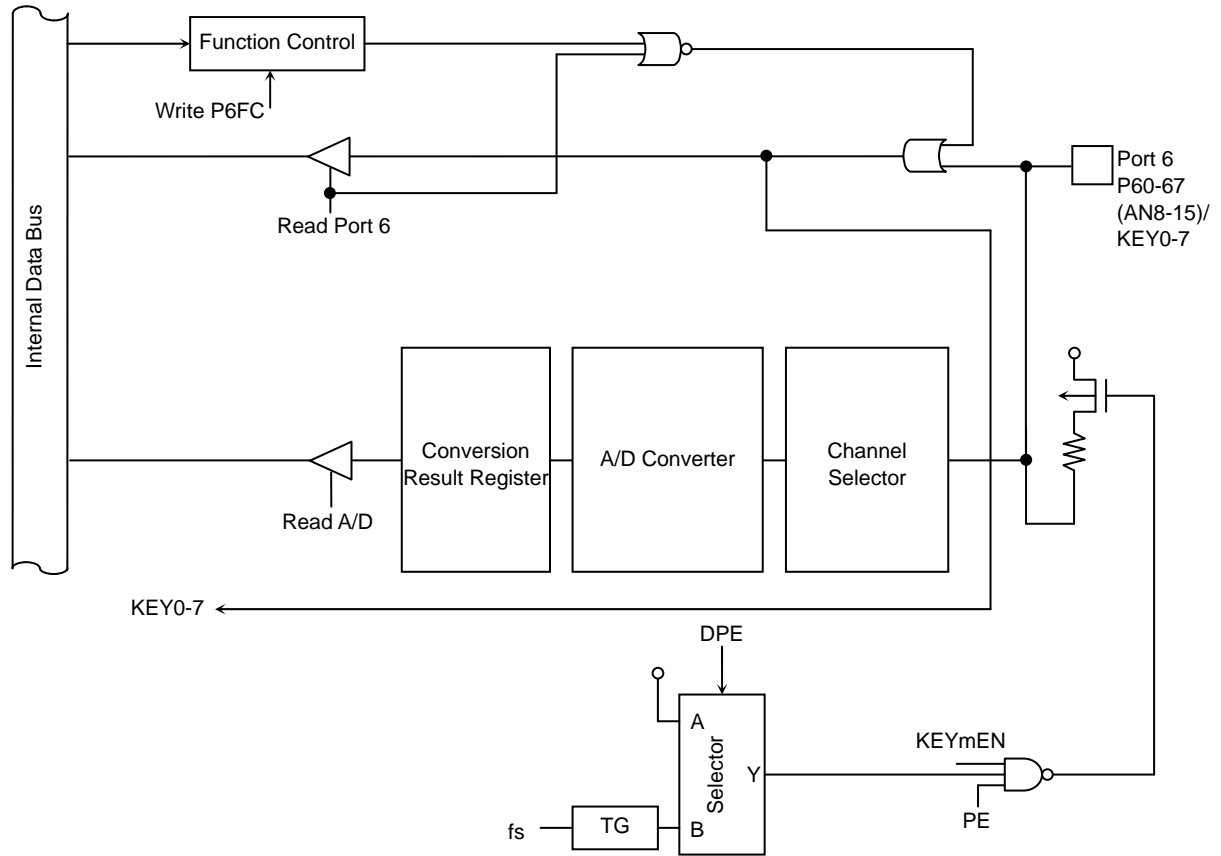 Function Control
Write P6FC
Internal Data Bus
Read Port 6
Port 6
P60-67
(AN8-15)/
KEY0-7
Conversion
Result Register
A/D Converter
Channel
Selector
Read A/D
KEY0-7
DPE
A
Selector
Y
B
KEYmEN
PE
fs
TG